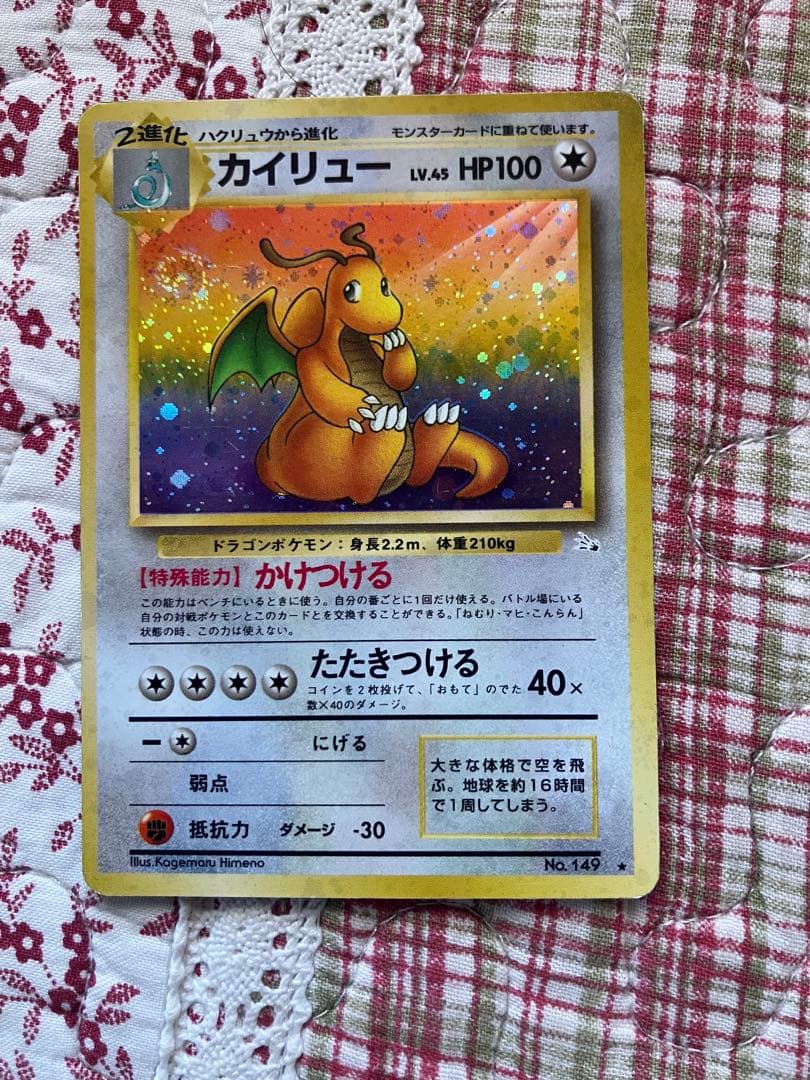 2進化 ハクリュウから進化 モンスターカードに重ねて使います。
カイリュー LV.45 HP100
ドラゴンポケモン：身長2.2m、体重210kg
【特殊能力】かけつける
この能力はベンチにいるときに使う。自分の番ごとに1回だけ使える。バトル場にいる
自分の対戦ポケモンとこのカードとを交換することができる。「ねむり・マヒ・こんらん」
状態の時、この力は使えない。
たたきつける
コインを2枚投げて、「おもて」のでた
数×40のダメージ。
40×
ー にげる
弱点
抵抗力 ダメージ -30
大きな体格で空を飛
ぶ。地球を約16時間
で1周してしまう。
Illus.Kagemaru Himeno
No. 149 ★